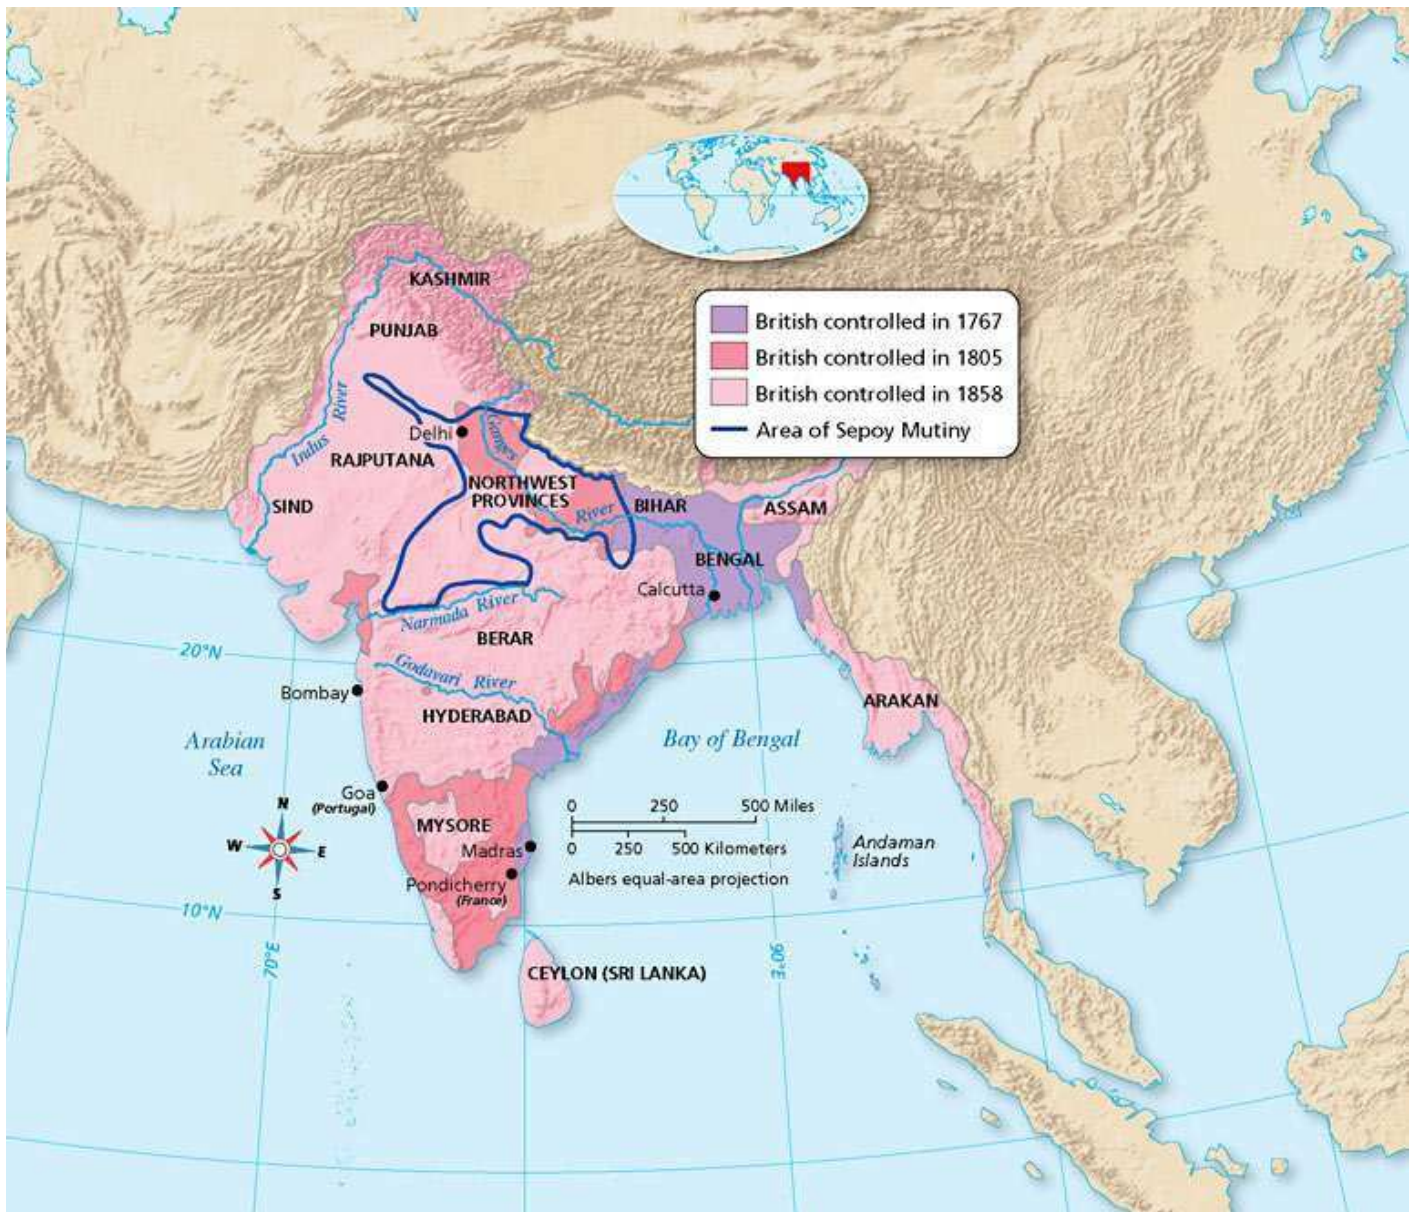 KASHMIR
PUNJAB
British controlled in 1767
British controlled in 1805
British controlled in 1858
Area of Sepoy Mutiny
Indus River
Delhi
Ganges
RAJPUTANA
NORTHWEST
PROVINCES
River
SIND
BIHAR
ASSAM
BENGAL
Calcutta
Narmada River
BERAR
20°N
Godavari River
Bombay
HYDERABAD
ARAKAN
Arabian
Sea
Bay of Bengal
Goa
(Portugal)
N
W
E
S
MYSORE
Madras
Pondicherry
(France)
0 250 500 Miles
0 250 500 Kilometers
Albers equal-area projection
Andaman
Islands
10°N
70°E
90°E
CEYLON (SRI LANKA)